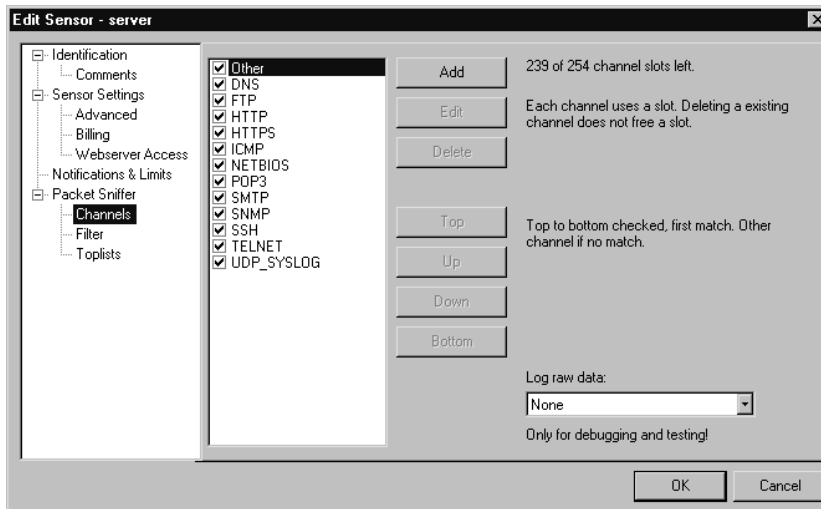 Edit Sensor - server
Identification
Comments
Sensor Settings
Advanced
Billing
Webserver Access
Notifications & Limits
Packet Sniffer
Channels
Filter
Toplists
Other
DNS
FTP
HTTP
HTTPS
ICMP
NETBIOS
POP3
SMTP
SNMP
SSH
TELNET
UDP_SYSLOG
Add
Edit
Delete
Top
Up
Down
Bottom
239 of 254 channel slots left.
Each channel uses a slot. Deleting a existing
channel does not free a slot.
Top to bottom checked, first match. Other
channel if no match.
Log raw data:
None
Only for debugging and testing!
OK
Cancel